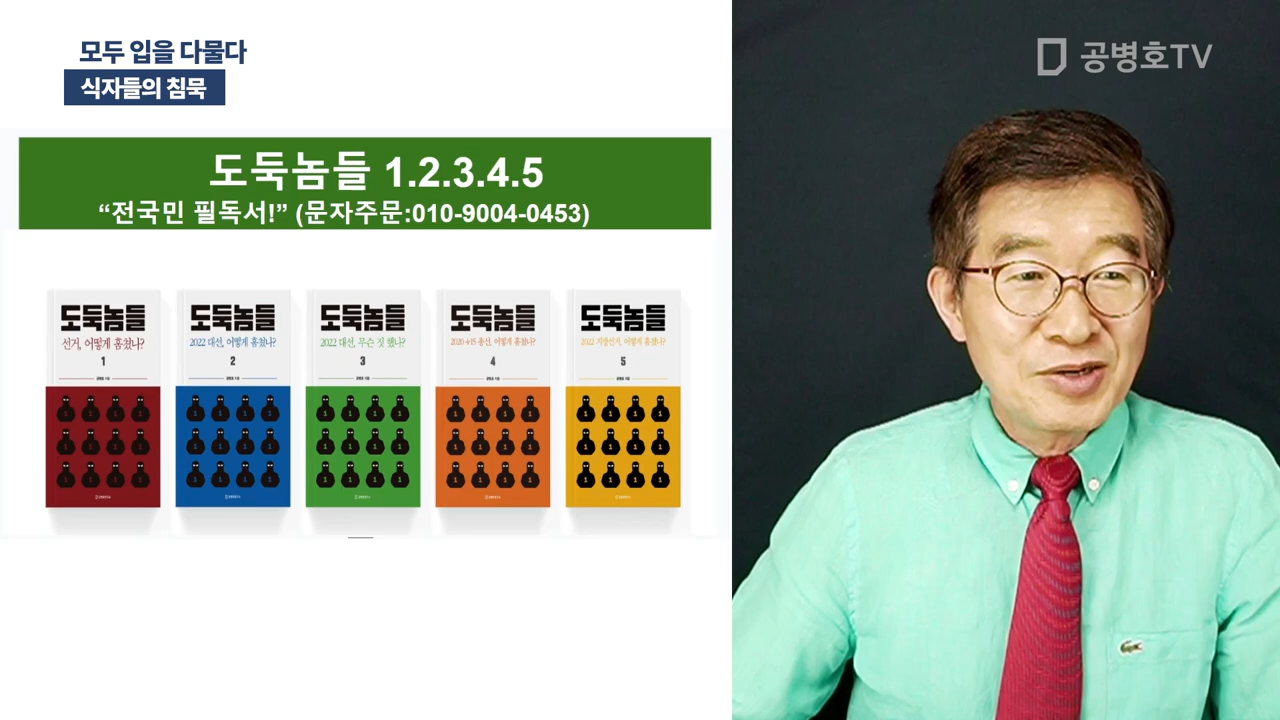 모두 입을 다물다
식자들의 침묵
공병호TV
도둑놈들 1.2.3.4.5
“전국민 필독서!” (문자주문:010-9004-0453)
도둑놈들
선거, 어떻게 훔쳤나?
1
도둑놈들
2022 대선, 어떻게 훔쳤나?
2
도둑놈들
2022 대선, 무슨 짓 했나?
3
도둑놈들
2020 4·15 총선, 어떻게 훔쳤나?
4
도둑놈들
2022 지방선거, 어떻게 훔쳤나?
5